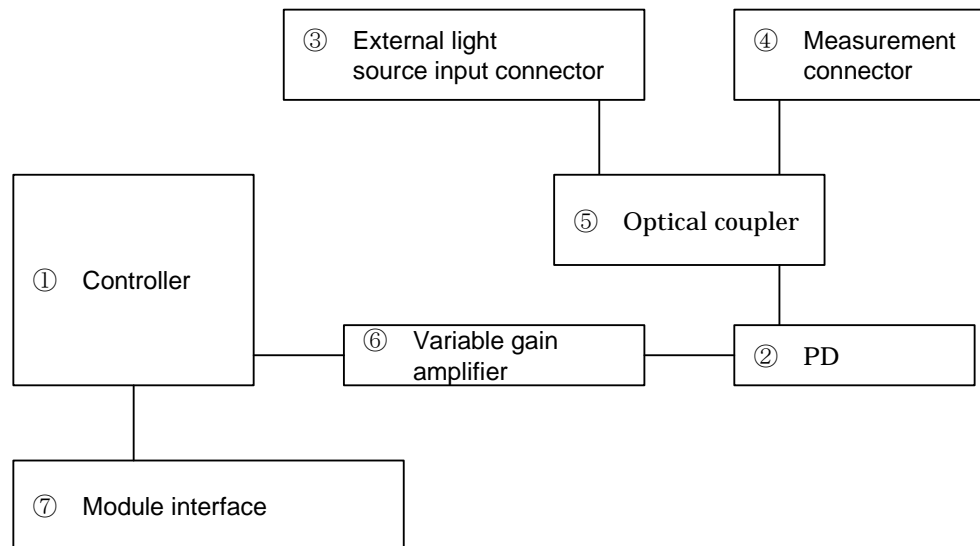 ③ External light
source input connector
④ Measurement
connector
⑤ Optical coupler
① Controller
⑥ Variable gain
amplifier
② PD
⑦ Module interface